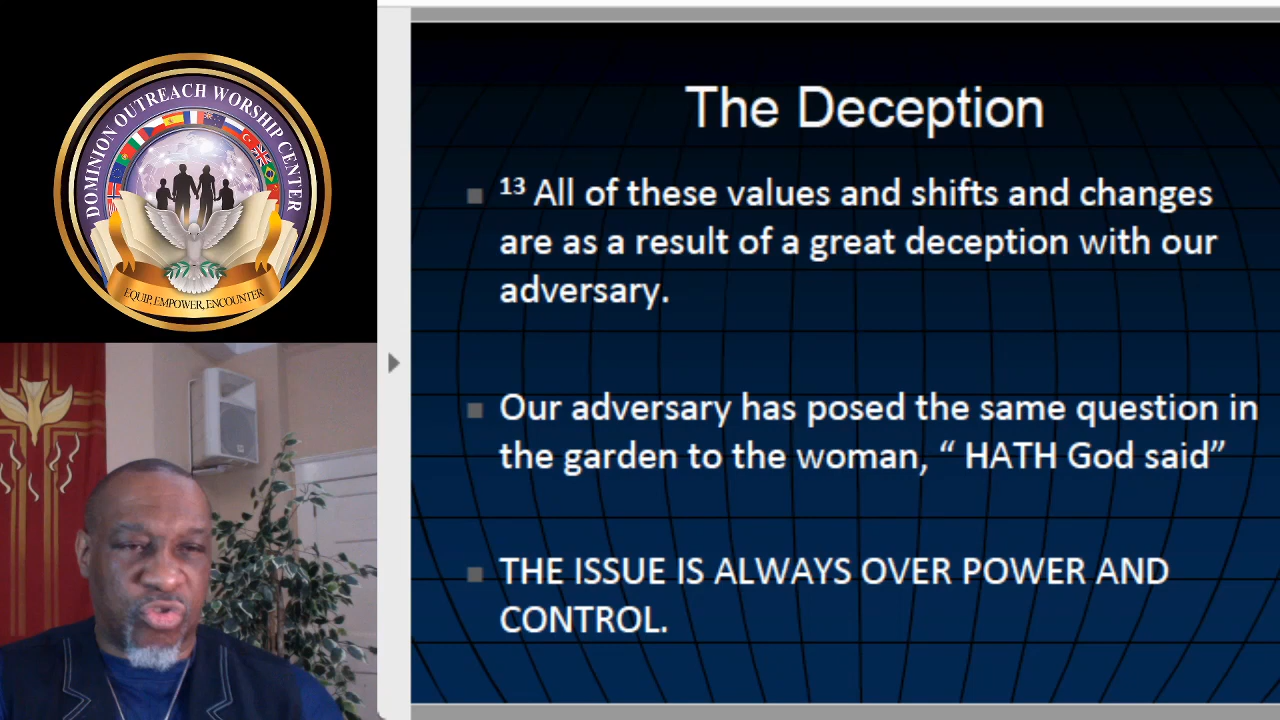 DOMINION OUTREACH WORSHIP CENTER
EQUIP, EMPOWER, ENCOUNTER
The Deception
13 All of these values and shifts and changes
are as a result of a great deception with our
adversary.
Our adversary has posed the same question in
the garden to the woman, “ HATH God said”
THE ISSUE IS ALWAYS OVER POWER AND
CONTROL.